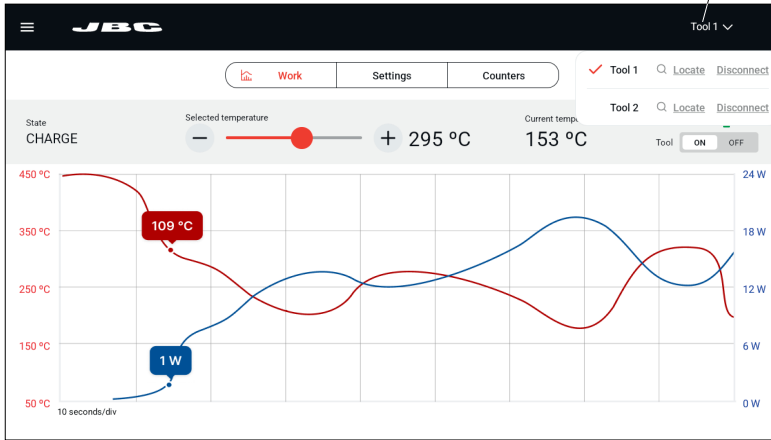 JBC
Tool 1
Work
Settings
Counters
Tool 1 Locate Disconnect
Tool 2 Locate Disconnect
State
CHARGE
Selected temperature
295 ºC
Current temp
153 ºC
Tool ON OFF
450 ºC
24 W
109 ºC
350 ºC
18 W
250 ºC
12 W
150 ºC
6 W
1 W
50 ºC
0 W
10 seconds/div